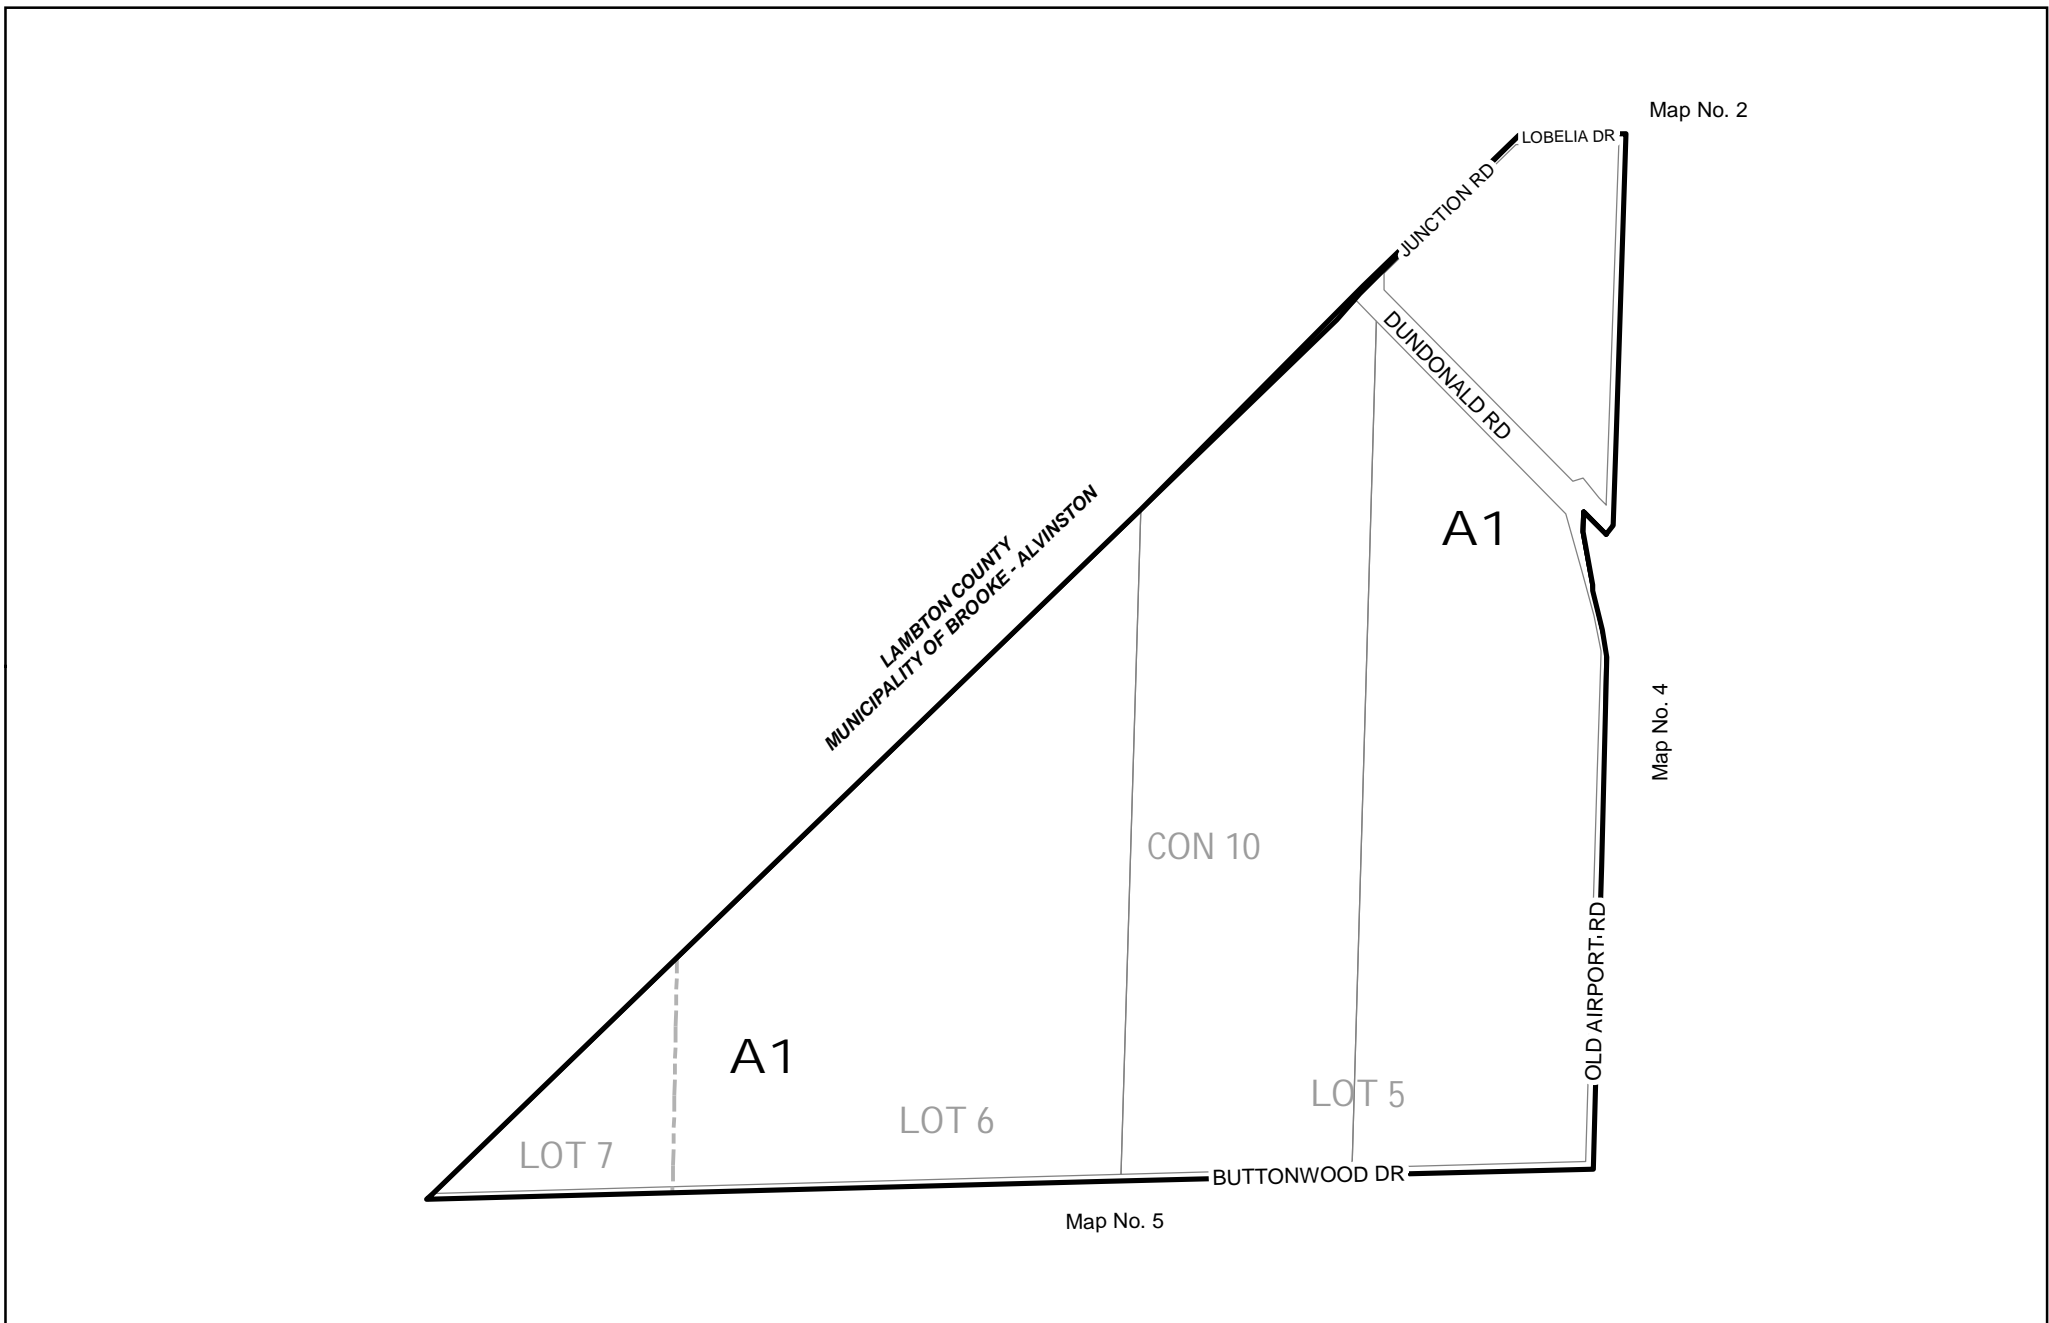 Map No. 2
LOBELIA DR
JUNCTION RD
DUNDONALD RD
A1
LAMBTON COUNTY
MUNICIPALITY OF BROOKE - ALVINSTON
Map No. 4
CON 10
OLD AIRPORT RD
A1
LOT 5
LOT 6
LOT 7
BUTTONWOOD DR
Map No. 5